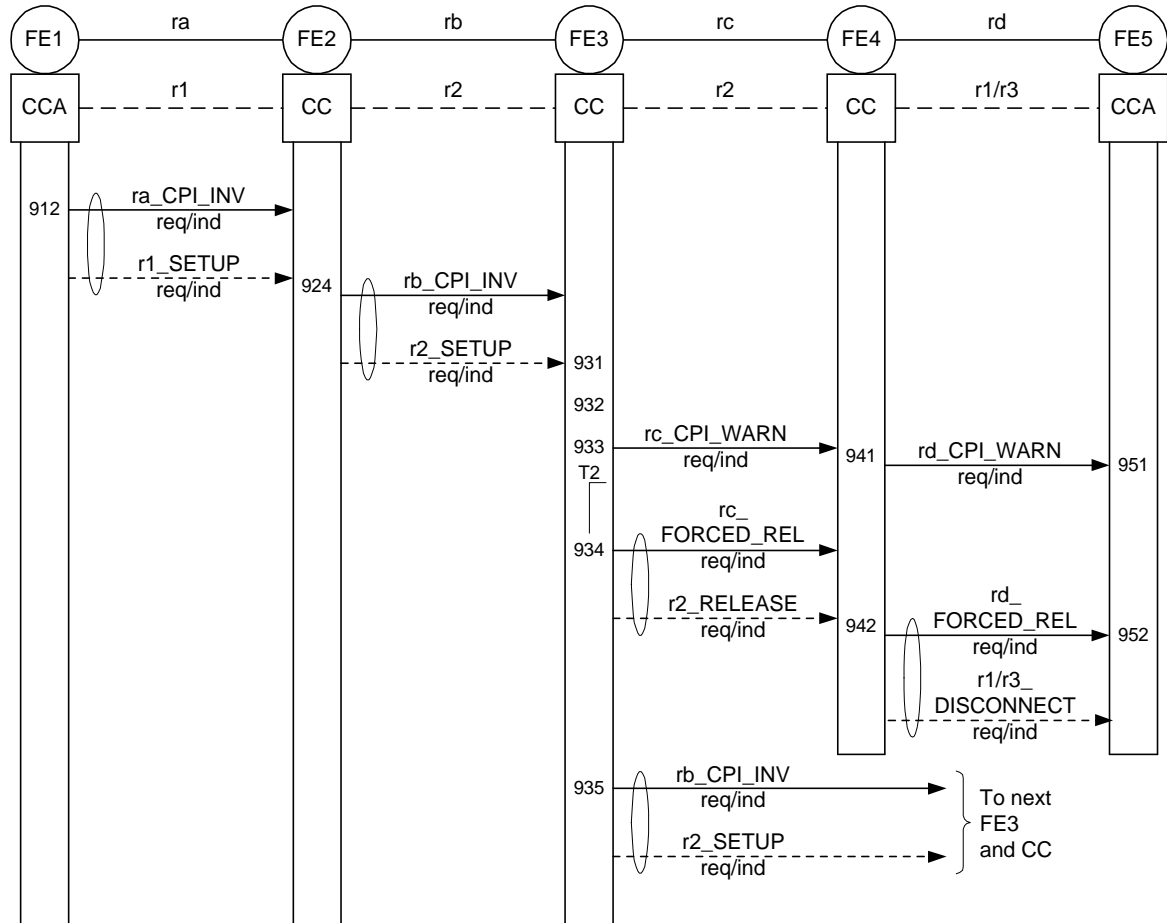 ra
rb
rc
rd
FE1
FE2
FE3
FE4
FE5
r1
r2
r2
r1/r3
CCA
CC
CC
CC
CCA
912
ra_CPI_INV
req/ind
r1_SETUP
req/ind
924
rb_CPI_INV
req/ind
r2_SETUP
req/ind
931
932
933
rc_CPI_WARN
req/ind
941
rd_CPI_WARN
req/ind
951
T2
rc_
FORCED_REL
req/ind
934
r2_RELEASE
req/ind
942
rd_
FORCED_REL
req/ind
952
r1/r3_
DISCONNECT
req/ind
935
rb_CPI_INV
req/ind
r2_SETUP
req/ind
To next
FE3
and CC